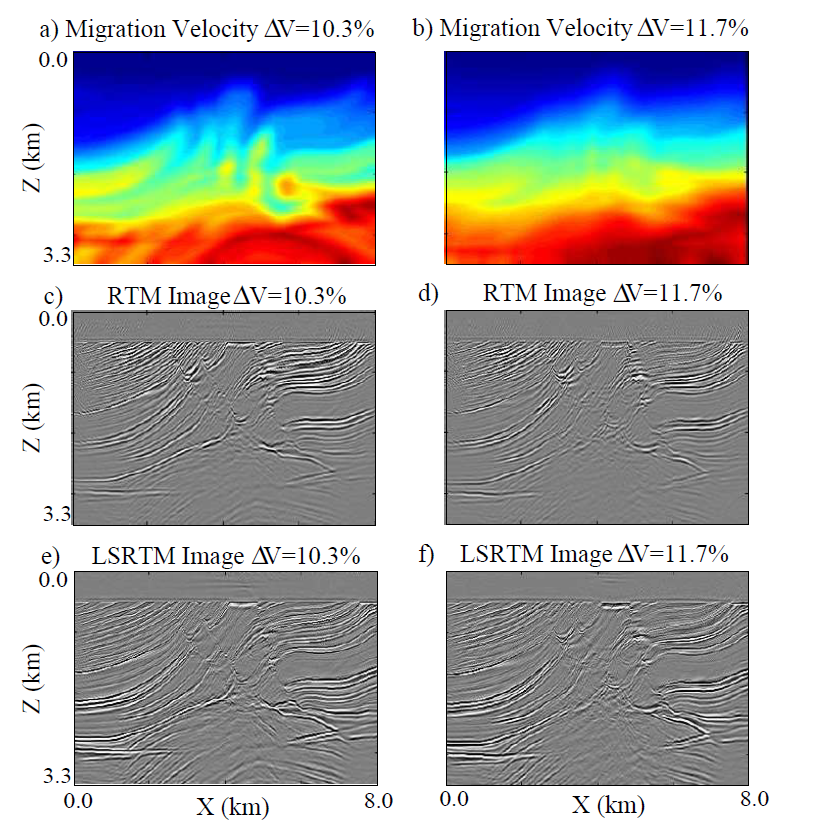 a) Migration Velocity ΔV=10.3%
b) Migration Velocity ΔV=11.7%
0.0
Z (km)
3.3
c) RTM Image ΔV=10.3%
d) RTM Image ΔV=11.7%
0.0
Z (km)
3.3
e) LSRTM Image ΔV=10.3%
f) LSRTM Image ΔV=11.7%
0.0
Z (km)
3.3
0.0 X (km) 8.0
0.0 X (km) 8.0